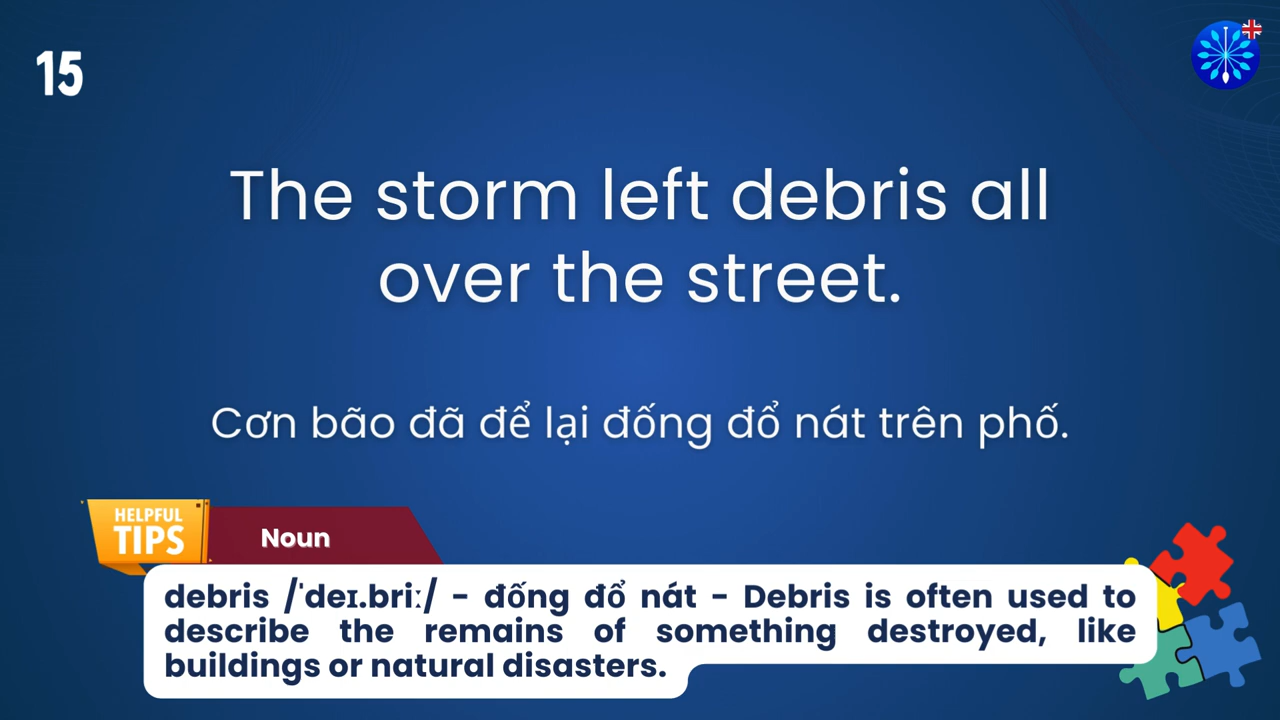 15
The storm left debris all
over the street.
Cơn bão đã để lại đống đổ nát trên phố.
HELPFUL
TIPS
Noun
debris /ˈdeɪ.briː/ - đống đổ nát - Debris is often used to
describe the remains of something destroyed, like
buildings or natural disasters.